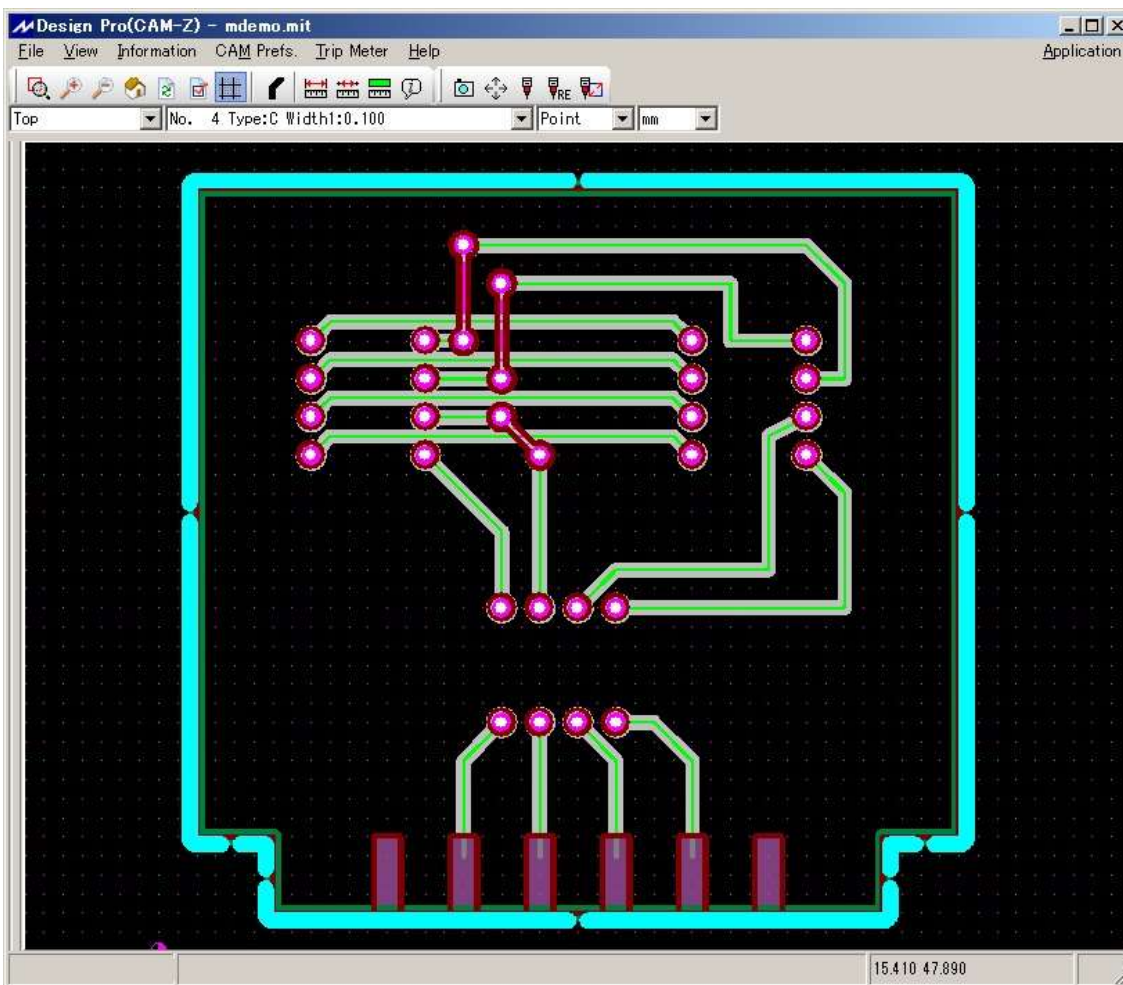 Design Pro(CAM-Z) - mdemo.mit
File View Information CAM Prefs. Trip Meter Help Application
RE
Top No. 4 Type:C Width1:0.100 Point mm
15.410 47.890